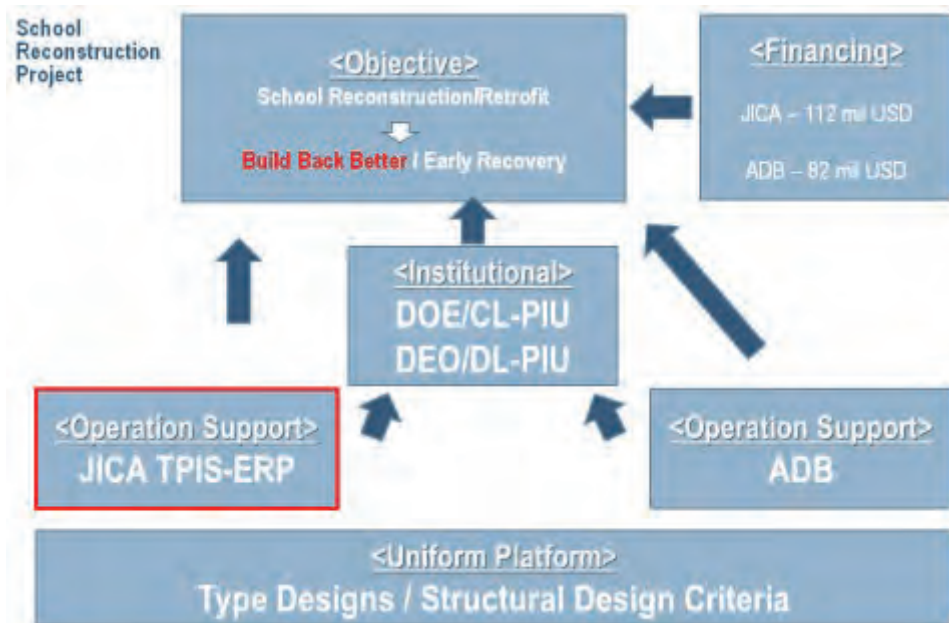 School
Reconstruction
Project
<Objective>
School Reconstruction/Retrofit
Build Back Better / Early Recovery
<Financing>
JICA – 112 mil USD
ADB – 82 mil USD
<Institutional>
DOE/CL-PIU
DEO/DL-PIU
<Operation Support>
JICA TPIS-ERP
<Operation Support>
ADB
<Uniform Platform>
Type Designs / Structural Design Criteria